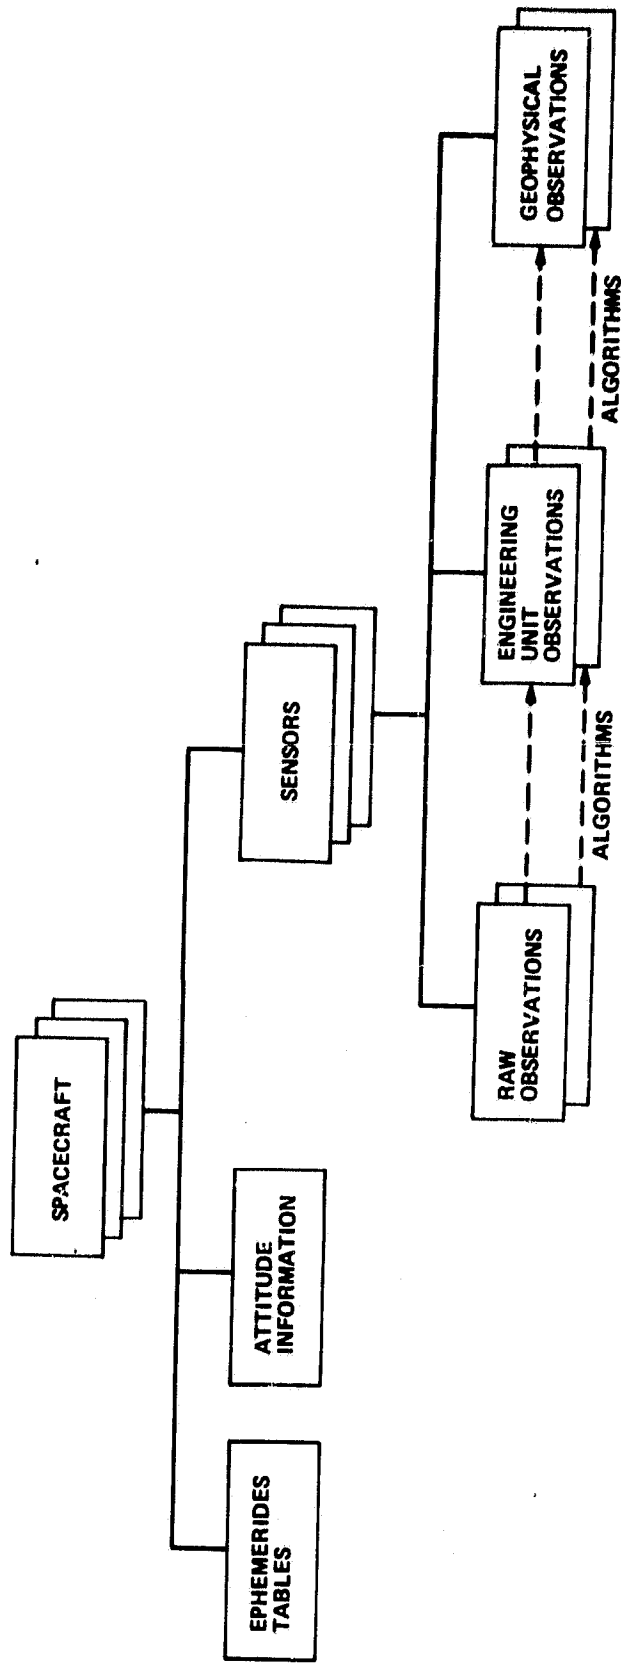 SPACECRAFT
EPHEMERIDES
TABLES
ATTITUDE
INFORMATION
SENSORS
RAW
OBSERVATIONS
ENGINEERING
UNIT
OBSERVATIONS
GEOPHYSICAL
OBSERVATIONS
ALGORITHMS
ALGORITHMS